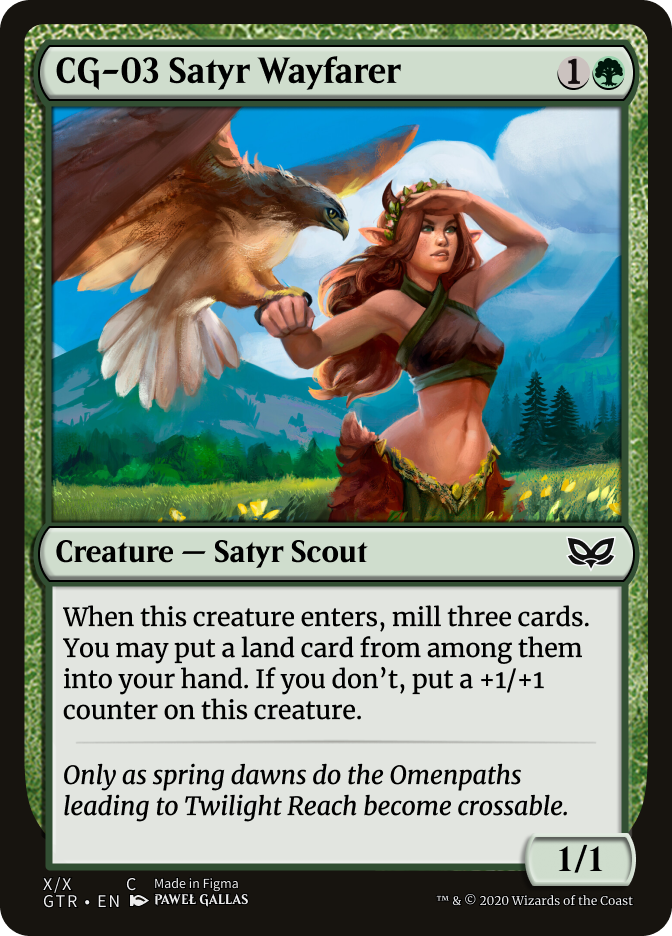 CG-03 Satyr Wayfarer 1
Creature — Satyr Scout
When this creature enters, mill three cards.
You may put a land card from among them
into your hand. If you don’t, put a +1/+1
counter on this creature.
Only as spring dawns do the Omenpaths
leading to Twilight Reach become crossable.
1/1
X/X C Made in Figma
GTR • EN PAWEŁ GALLAS ™ & © 2020 Wizards of the Coast